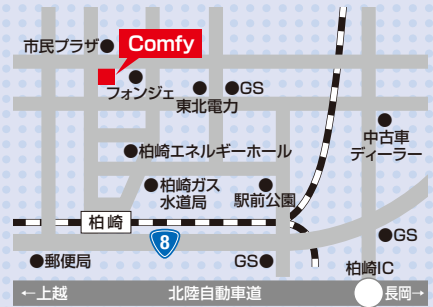 市民プラザ
Comfy
フォンジェ
GS
東北電力
中古車
ディーラー
柏崎エネルギーホール
柏崎ガス
水道局
駅前公園
柏崎
8
GS
郵便局
GS
柏崎IC
←上越
北陸自動車道
長岡→